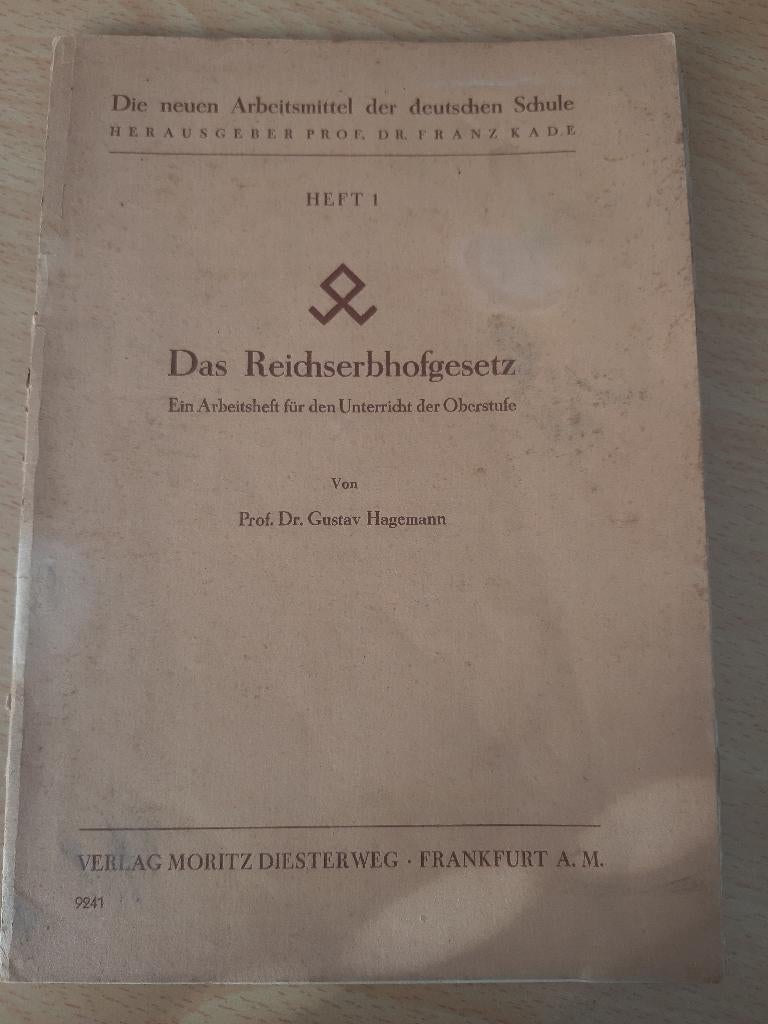 Die neuen Arbeitsmittel der deutschen Schule
HERAUSGEBER PROF. DR. FRANZ KADE
HEFT 1
Das Reichserbhofgesetz
Ein Arbeitsheft für den Unterricht der Oberstufe
Von
Prof. Dr. Gustav Hagemann
VERLAG MORITZ DIESTERWEG · FRANKFURT A. M.
9241